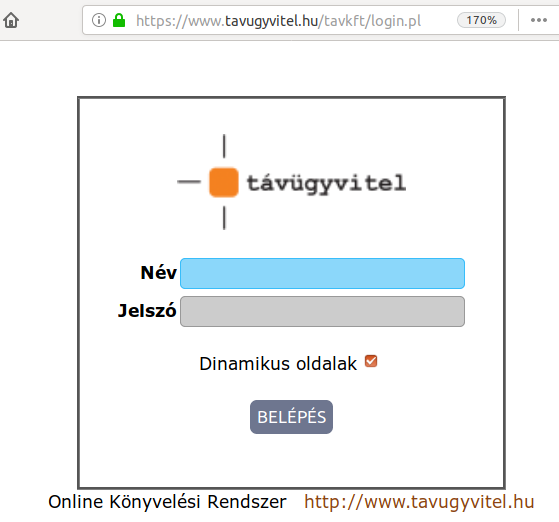 https://www.tavugyvitel.hu/tavkft/login.pl 170%
távügyvitel
Név
Jelszó
Dinamikus oldalak
BELÉPÉS
Online Könyvelési Rendszer http://www.tavugyvitel.hu